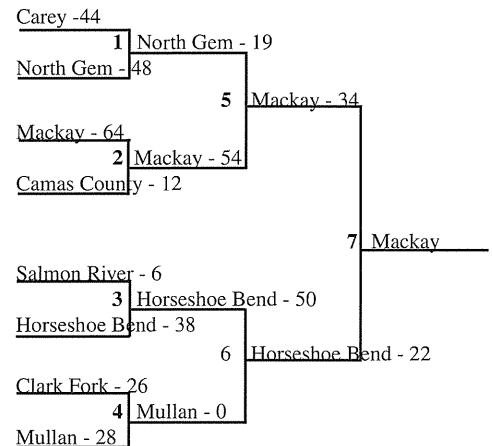 Carey -44
1 North Gem - 19
North Gem - 48
5 Mackay - 34
Mackay - 64
2 Mackay - 54
Camas County - 12
7 Mackay
Salmon River - 6
3 Horseshoe Bend - 50
Horseshoe Bend - 38
6 Horseshoe Bend - 22
Clark Fork - 26
4 Mullan - 0
Mullan - 28